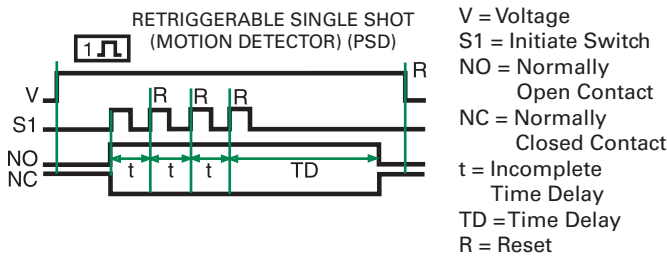 RETRIGGERABLE SINGLE SHOT
(MOTION DETECTOR) (PSD)
1
R
V
R R R
S1
NO
NC
t t t TD
V = Voltage
S1 = Initiate Switch
NO = Normally
Open Contact
NC = Normally
Closed Contact
t = Incomplete
Time Delay
TD = Time Delay
R = Reset